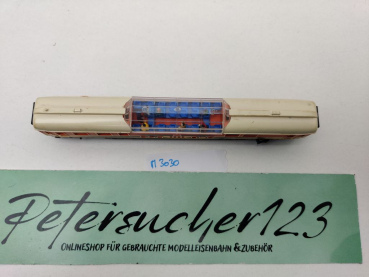 n 3030
Petersucher123
ONLINESHOP FÜR GEBRAUCHTE MODELLEISENBAHN & ZUBEHÖR